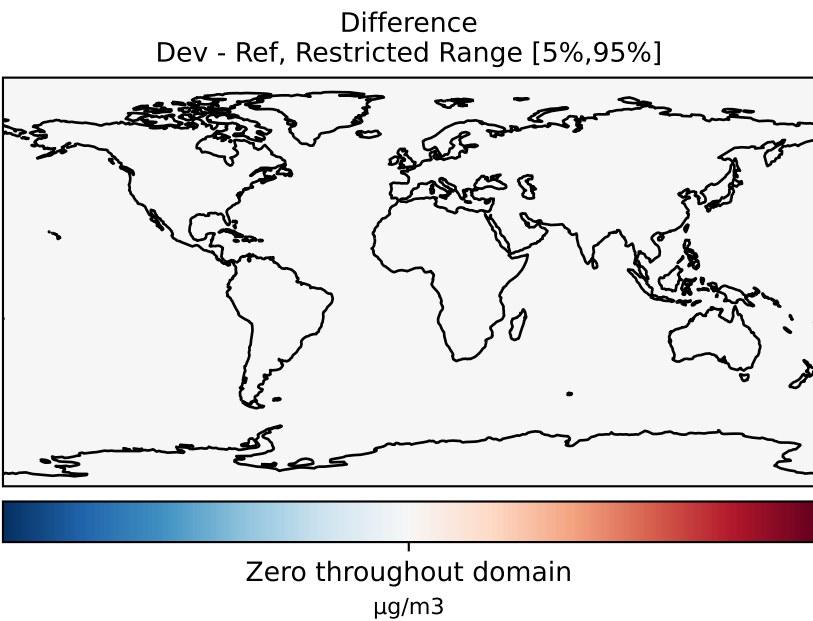 Difference
Dev - Ref, Restricted Range [5%,95%]
Zero throughout domain
μg/m3